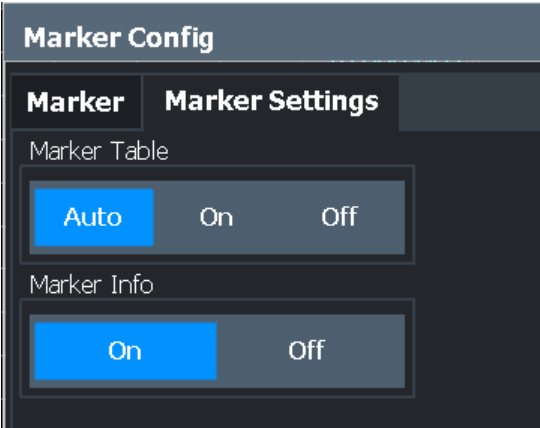 Marker Config
Marker Marker Settings
Marker Table
Auto On Off
Marker Info
On Off